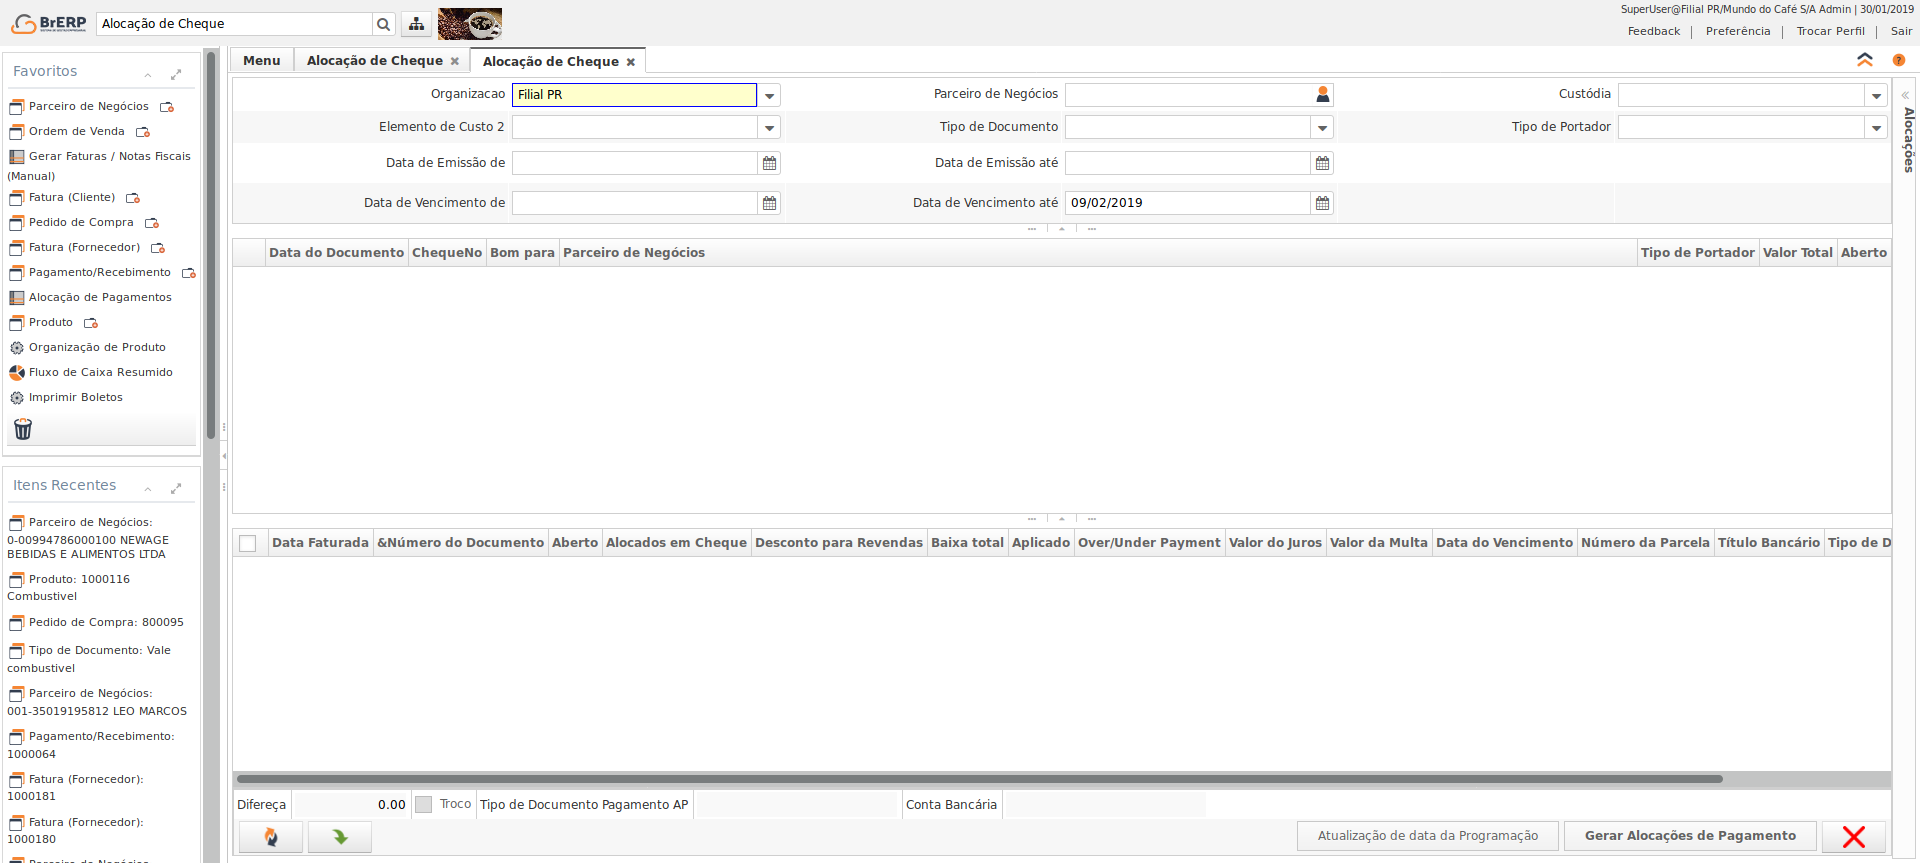 BrERP
Alocação de Cheque
SuperUser@Filial PR/Mundo do Café S/A Admin | 30/01/2019
Feedback | Preferência | Trocar Perfil | Sair
Favoritos
Parceiro de Negócios
Ordem de Venda
Gerar Faturas / Notas Fiscais
(Manual)
Fatura (Cliente)
Pedido de Compra
Fatura (Fornecedor)
Pagamento/Recebimento
Alocação de Pagamentos
Produto
Organização de Produto
Fluxo de Caixa Resumido
Imprimir Boletos
Itens Recentes
Parceiro de Negócios:
0-00994786000100 NEWAGE
BEBIDAS E ALIMENTOS LTDA
Produto: 1000116
Combustivel
Pedido de Compra: 800095
Tipo de Documento: Vale
combustivel
Parceiro de Negócios:
001-35019195812 LEO MARCOS
Pagamento/Recebimento:
1000064
Fatura (Fornecedor):
1000181
Fatura (Fornecedor):
1000180
Parceiro de Negócios
Menu Alocação de Cheque Alocação de Cheque
Organizacao Filial PR Parceiro de Negócios Custódia
Elemento de Custo 2 Tipo de Documento Tipo de Portador
Data de Emissão de Data de Emissão até
Data de Vencimento de Data de Vencimento até 09/02/2019
Alocações
Data do Documento ChequeNo Bom para Parceiro de Negócios Tipo de Portador Valor Total Aberto
Data Faturada &Número do Documento Aberto Alocados em Cheque Desconto para Revendas Baixa total Aplicado Over/Under Payment Valor do Juros Valor da Multa Data do Vencimento Número da Parcela Título Bancário Tipo de D
Difereça 0.00 Troco Tipo de Documento Pagamento AP Conta Bancária
Atualização de data da Programação Gerar Alocações de Pagamento